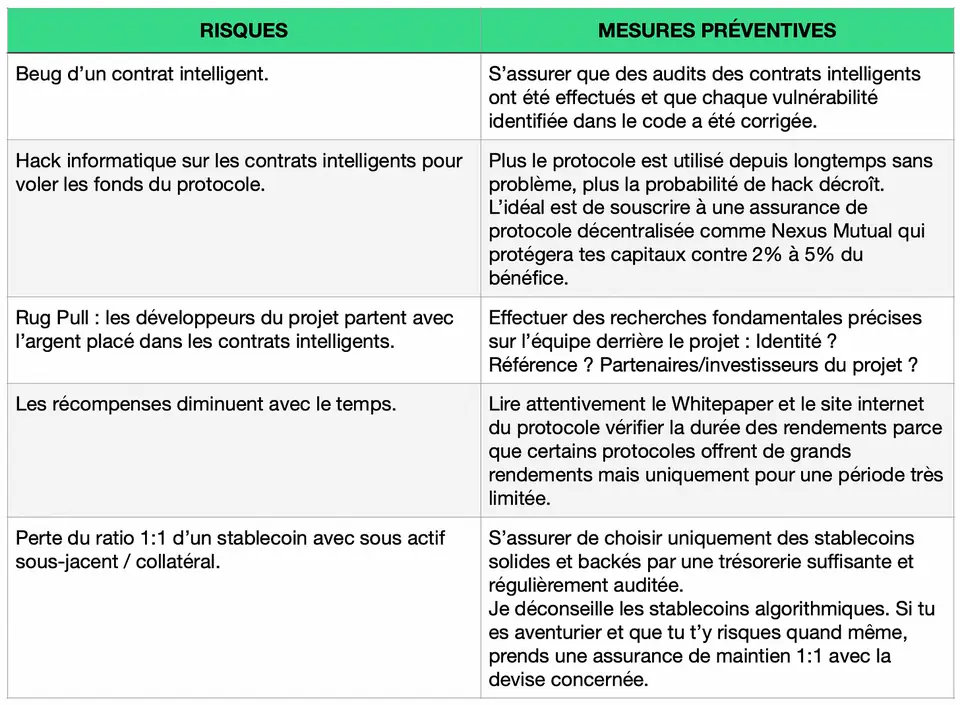 RISQUES
MESURES PRÉVENTIVES
Beug d’un contrat intelligent.
S’assurer que des audits des contrats intelligents
ont été effectués et que chaque vulnérabilité
identifiée dans le code a été corrigée.
Hack informatique sur les contrats intelligents pour
voler les fonds du protocole.
Plus le protocole est utilisé depuis longtemps sans
problème, plus la probabilité de hack décroît.
L’idéal est de souscrire à une assurance de
protocole décentralisée comme Nexus Mutual qui
protégera tes capitaux contre 2% à 5% du
bénéfice.
Rug Pull : les développeurs du projet partent avec
l’argent placé dans les contrats intelligents.
Effectuer des recherches fondamentales précises
sur l’équipe derrière le projet : Identité ?
Référence ? Partenaires/investisseurs du projet ?
Les récompenses diminuent avec le temps.
Lire attentivement le Whitepaper et le site internet
du protocole vérifier la durée des rendements parce
que certains protocoles offrent de grands
rendements mais uniquement pour une période très
limitée.
Perte du ratio 1:1 d’un stablecoin avec sous actif
sous-jacent / collatéral.
S’assurer de choisir uniquement des stablecoins
solides et backés par une trésorerie suffisante et
régulièrement auditée.
Je déconseille les stablecoins algorithmiques. Si tu
es aventurier et que tu t’y risques quand même,
prends une assurance de maintien 1:1 avec la
devise concernée.